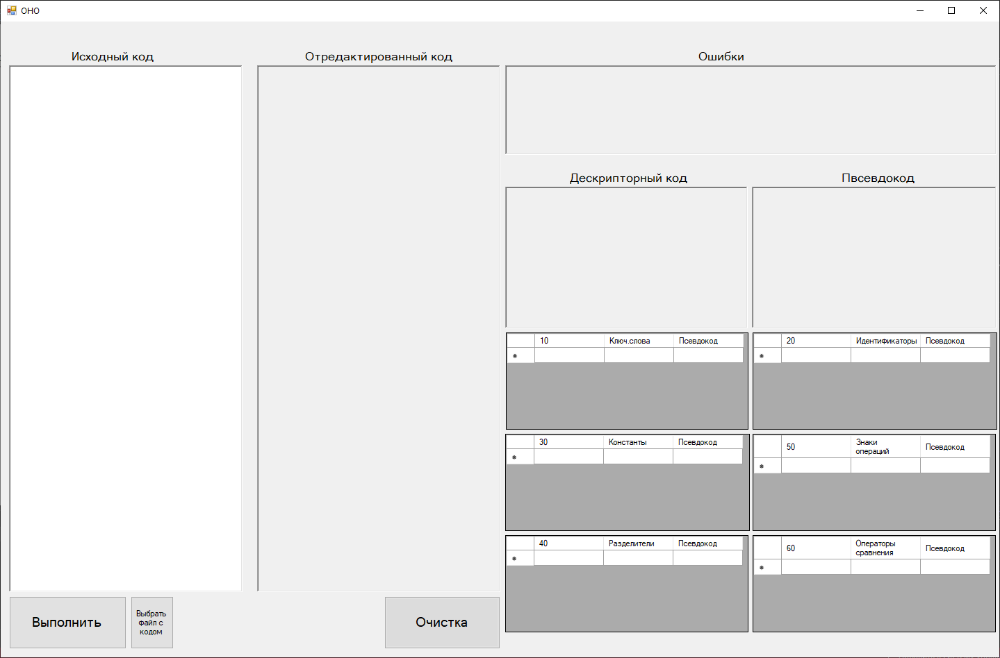 ОНО
Исходный код
Отредактированный код
Ошибки
Дескрипторный код
Пвсевдокод
10 Ключ.слова Псевдокод
20 Идентификаторы Псевдокод
30 Константы Псевдокод
50 Знаки операций Псевдокод
40 Разделители Псевдокод
60 Операторы сравнения Псевдокод
Выполнить
Выбрать
файл с
кодом
Очистка